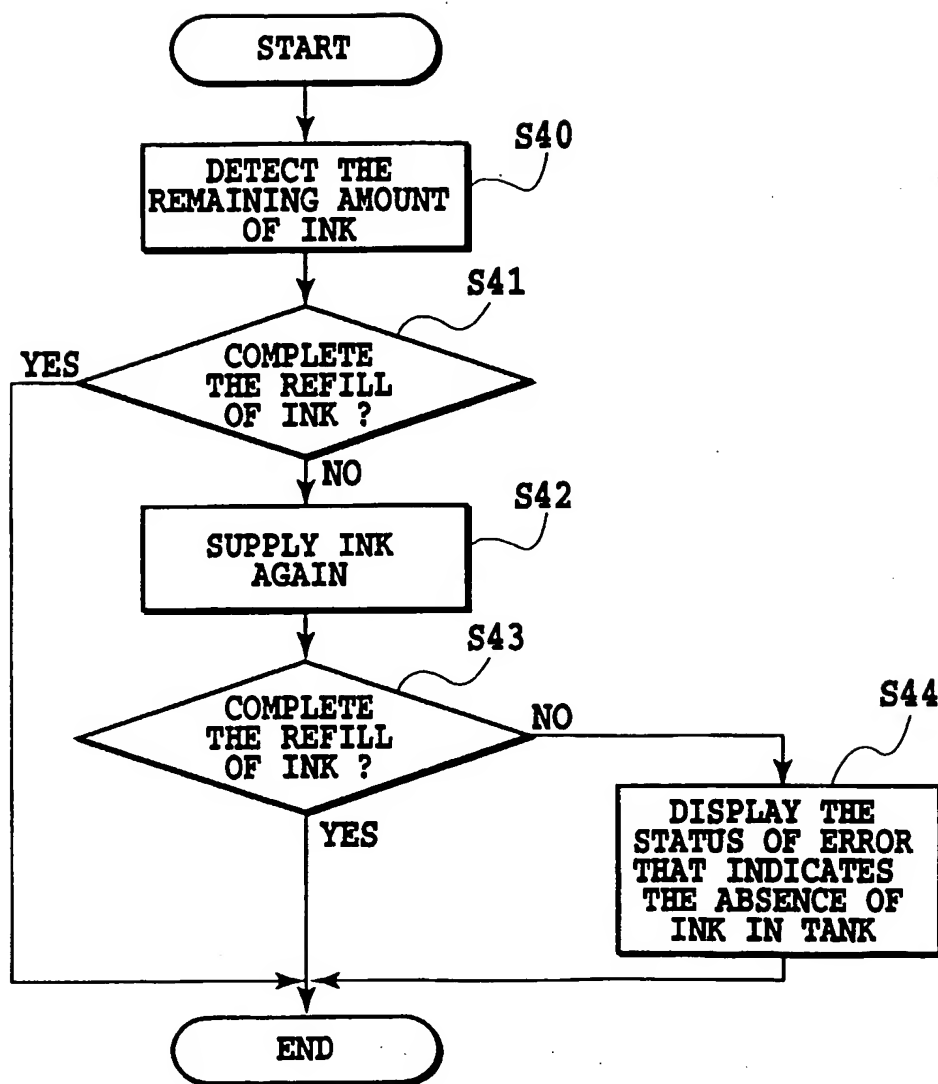 START
S40
DETECT THE
REMAINING AMOUNT
OF INK
S41
YES
COMPLETE
THE REFILL
OF INK ?
NO
S42
SUPPLY INK
AGAIN
S43
COMPLETE
THE REFILL
OF INK ?
NO
YES
S44
DISPLAY THE
STATUS OF ERROR
THAT INDICATES
THE ABSENCE OF
INK IN TANK
END